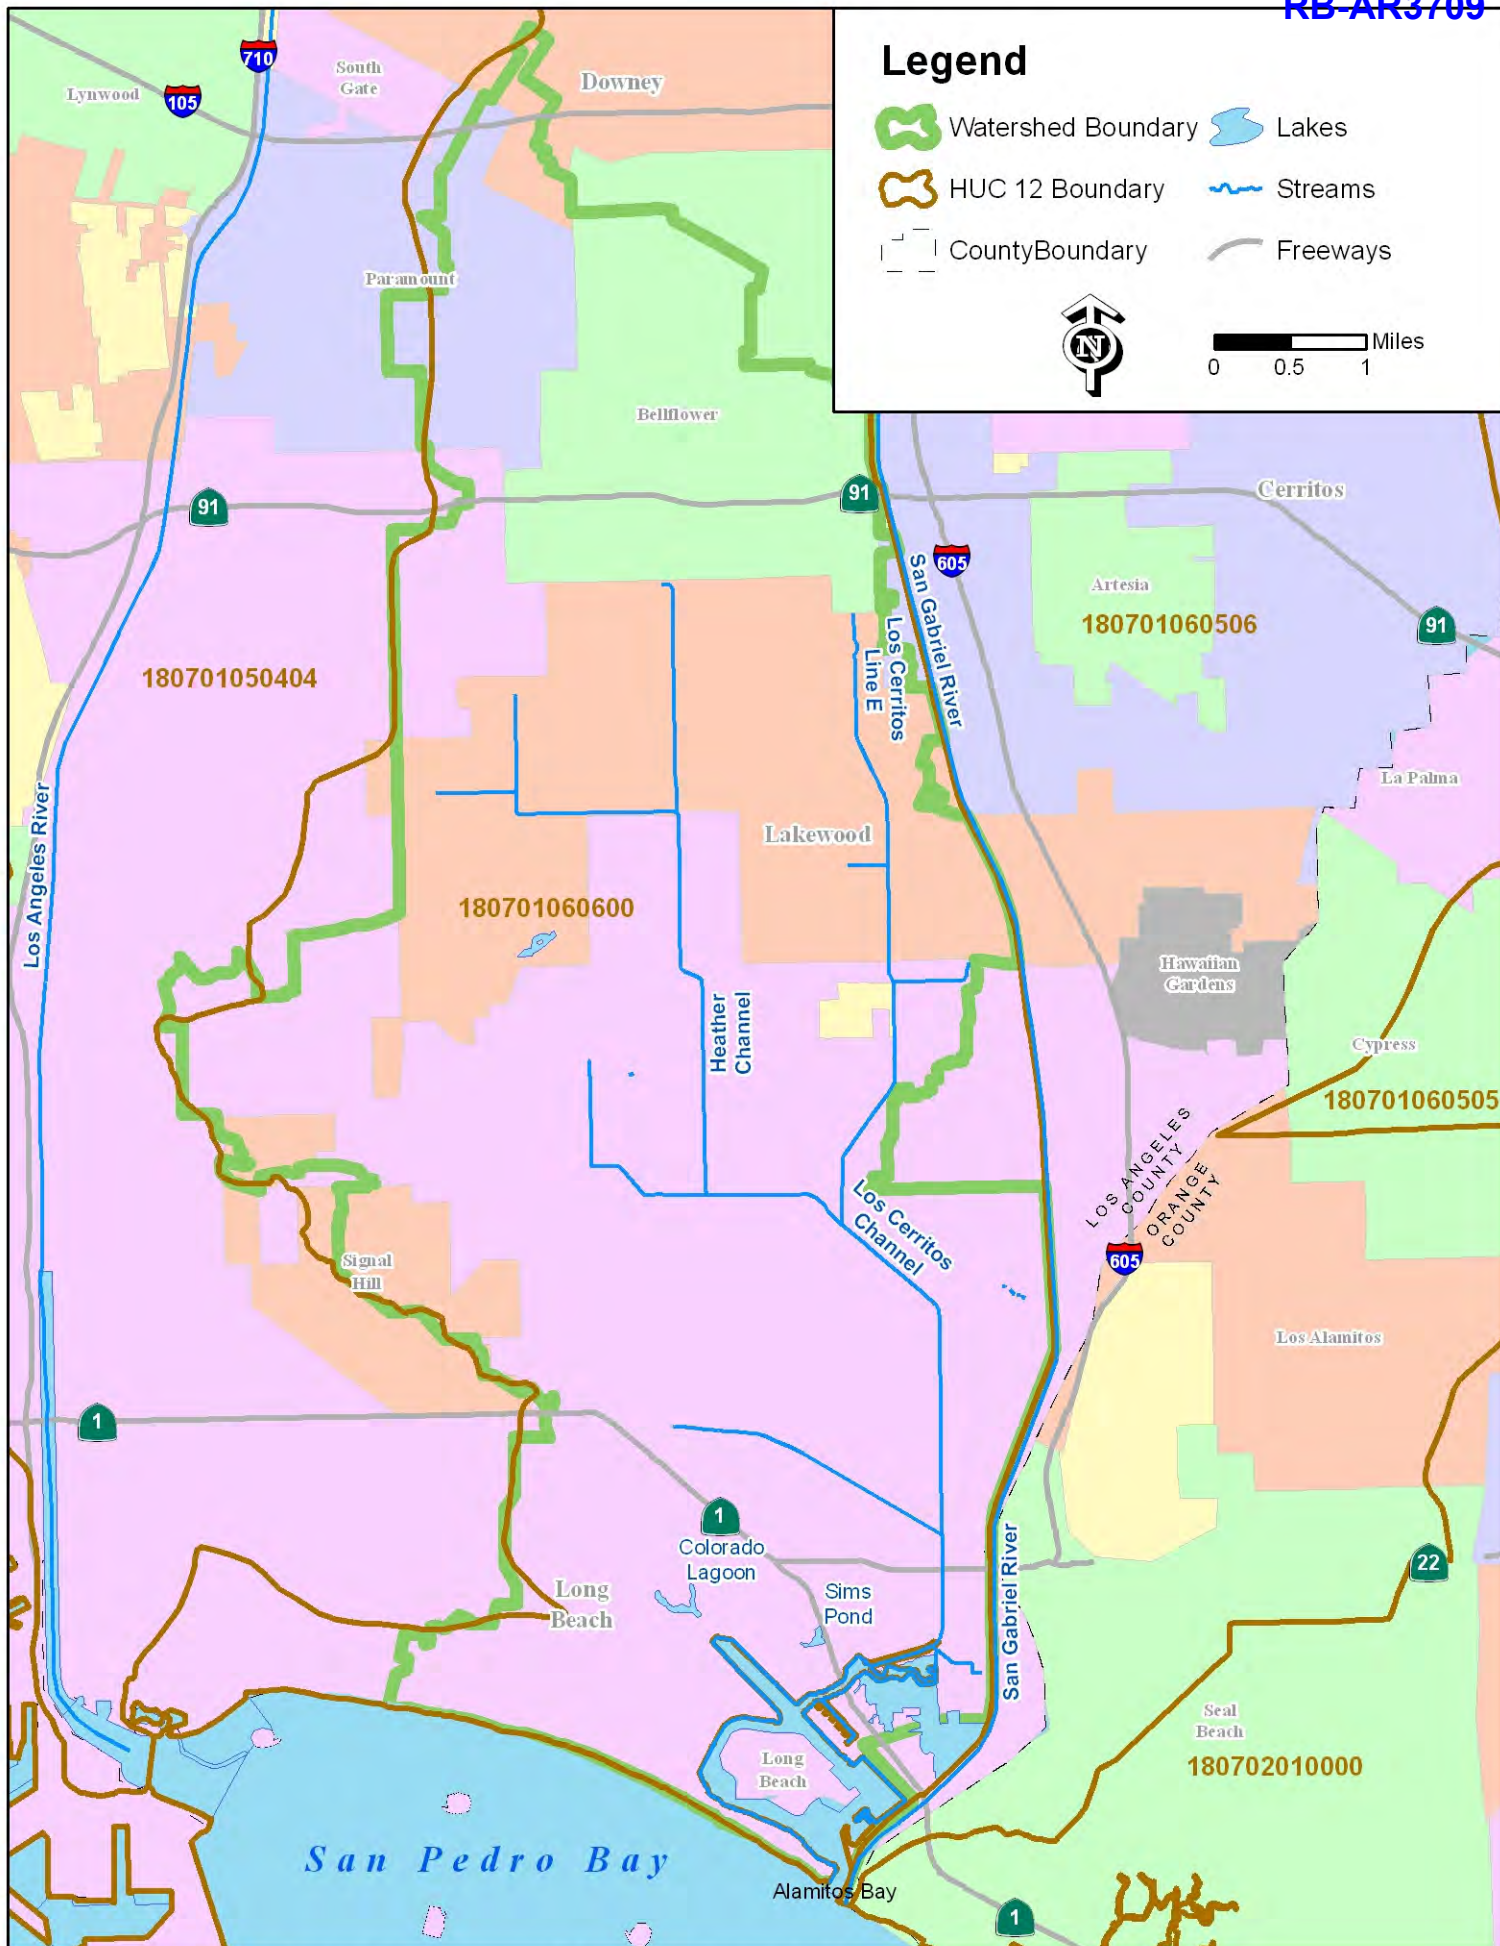 RB-AR3709
Legend
Watershed Boundary
Lakes
HUC 12 Boundary
Streams
CountyBoundary
Freeways
N
Miles
0 0.5 1
710
105
Lynwood
South
Gate
Downey
Paramount
Bellflower
91
91
Cerritos
605
Artesia
180701060506
91
San Gabriel River
Los Cerritos
Line E
180701050404
La Palma
Los Angeles River
Lakewood
180701060600
Hawaiian
Gardens
Heather
Channel
Cypress
180701060505
LOS ANGELES
COUNTY
ORANGE
COUNTY
Los Cerritos
Channel
605
Signal
Hill
Los Alamitos
1
1
Colorado
Lagoon
Sims
Pond
Long
Beach
San Gabriel River
22
Seal
Beach
180702010000
Long
Beach
San Pedro Bay
Alamitos Bay
1